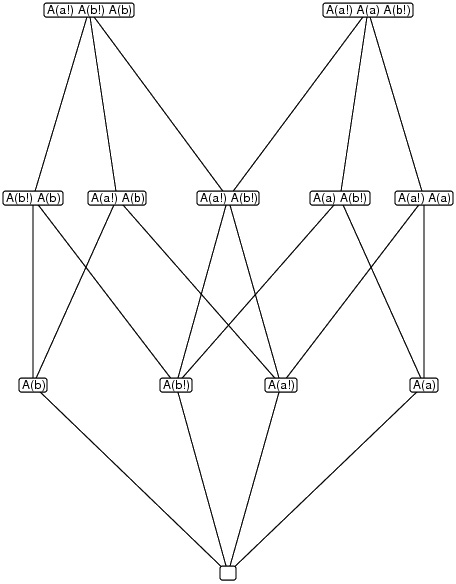 A(a!) A(b!) A(b)
A(a!) A(a) A(b!)
A(b!) A(b)
A(a!) A(b)
A(a!) A(b!)
A(a) A(b!)
A(a!) A(a)
A(b)
A(b!)
A(a!)
A(a)